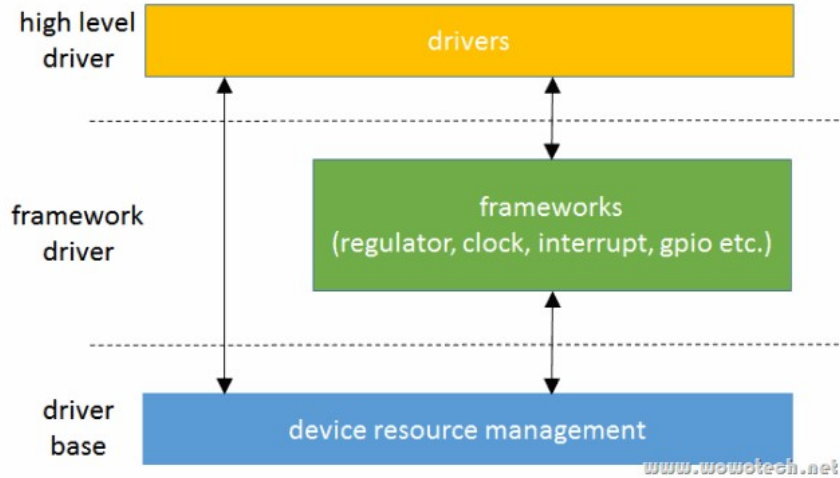 high level
driver
drivers
framework
driver
frameworks
(regulator, clock, interrupt, gpio etc.)
driver
base
device resource management
www.wowotech.net